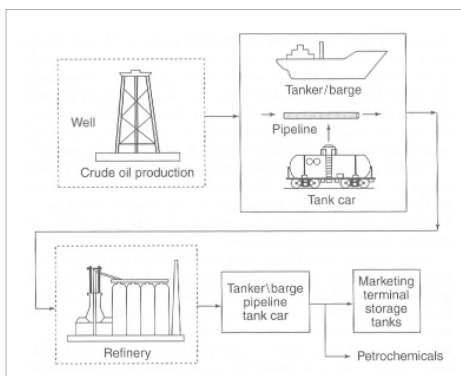 Tanker/barge
Well
Pipeline
Crude oil production
Tank car
Refinery
Tanker\barge
pipeline
tank car
Marketing
terminal
storage
tanks
Petrochemicals